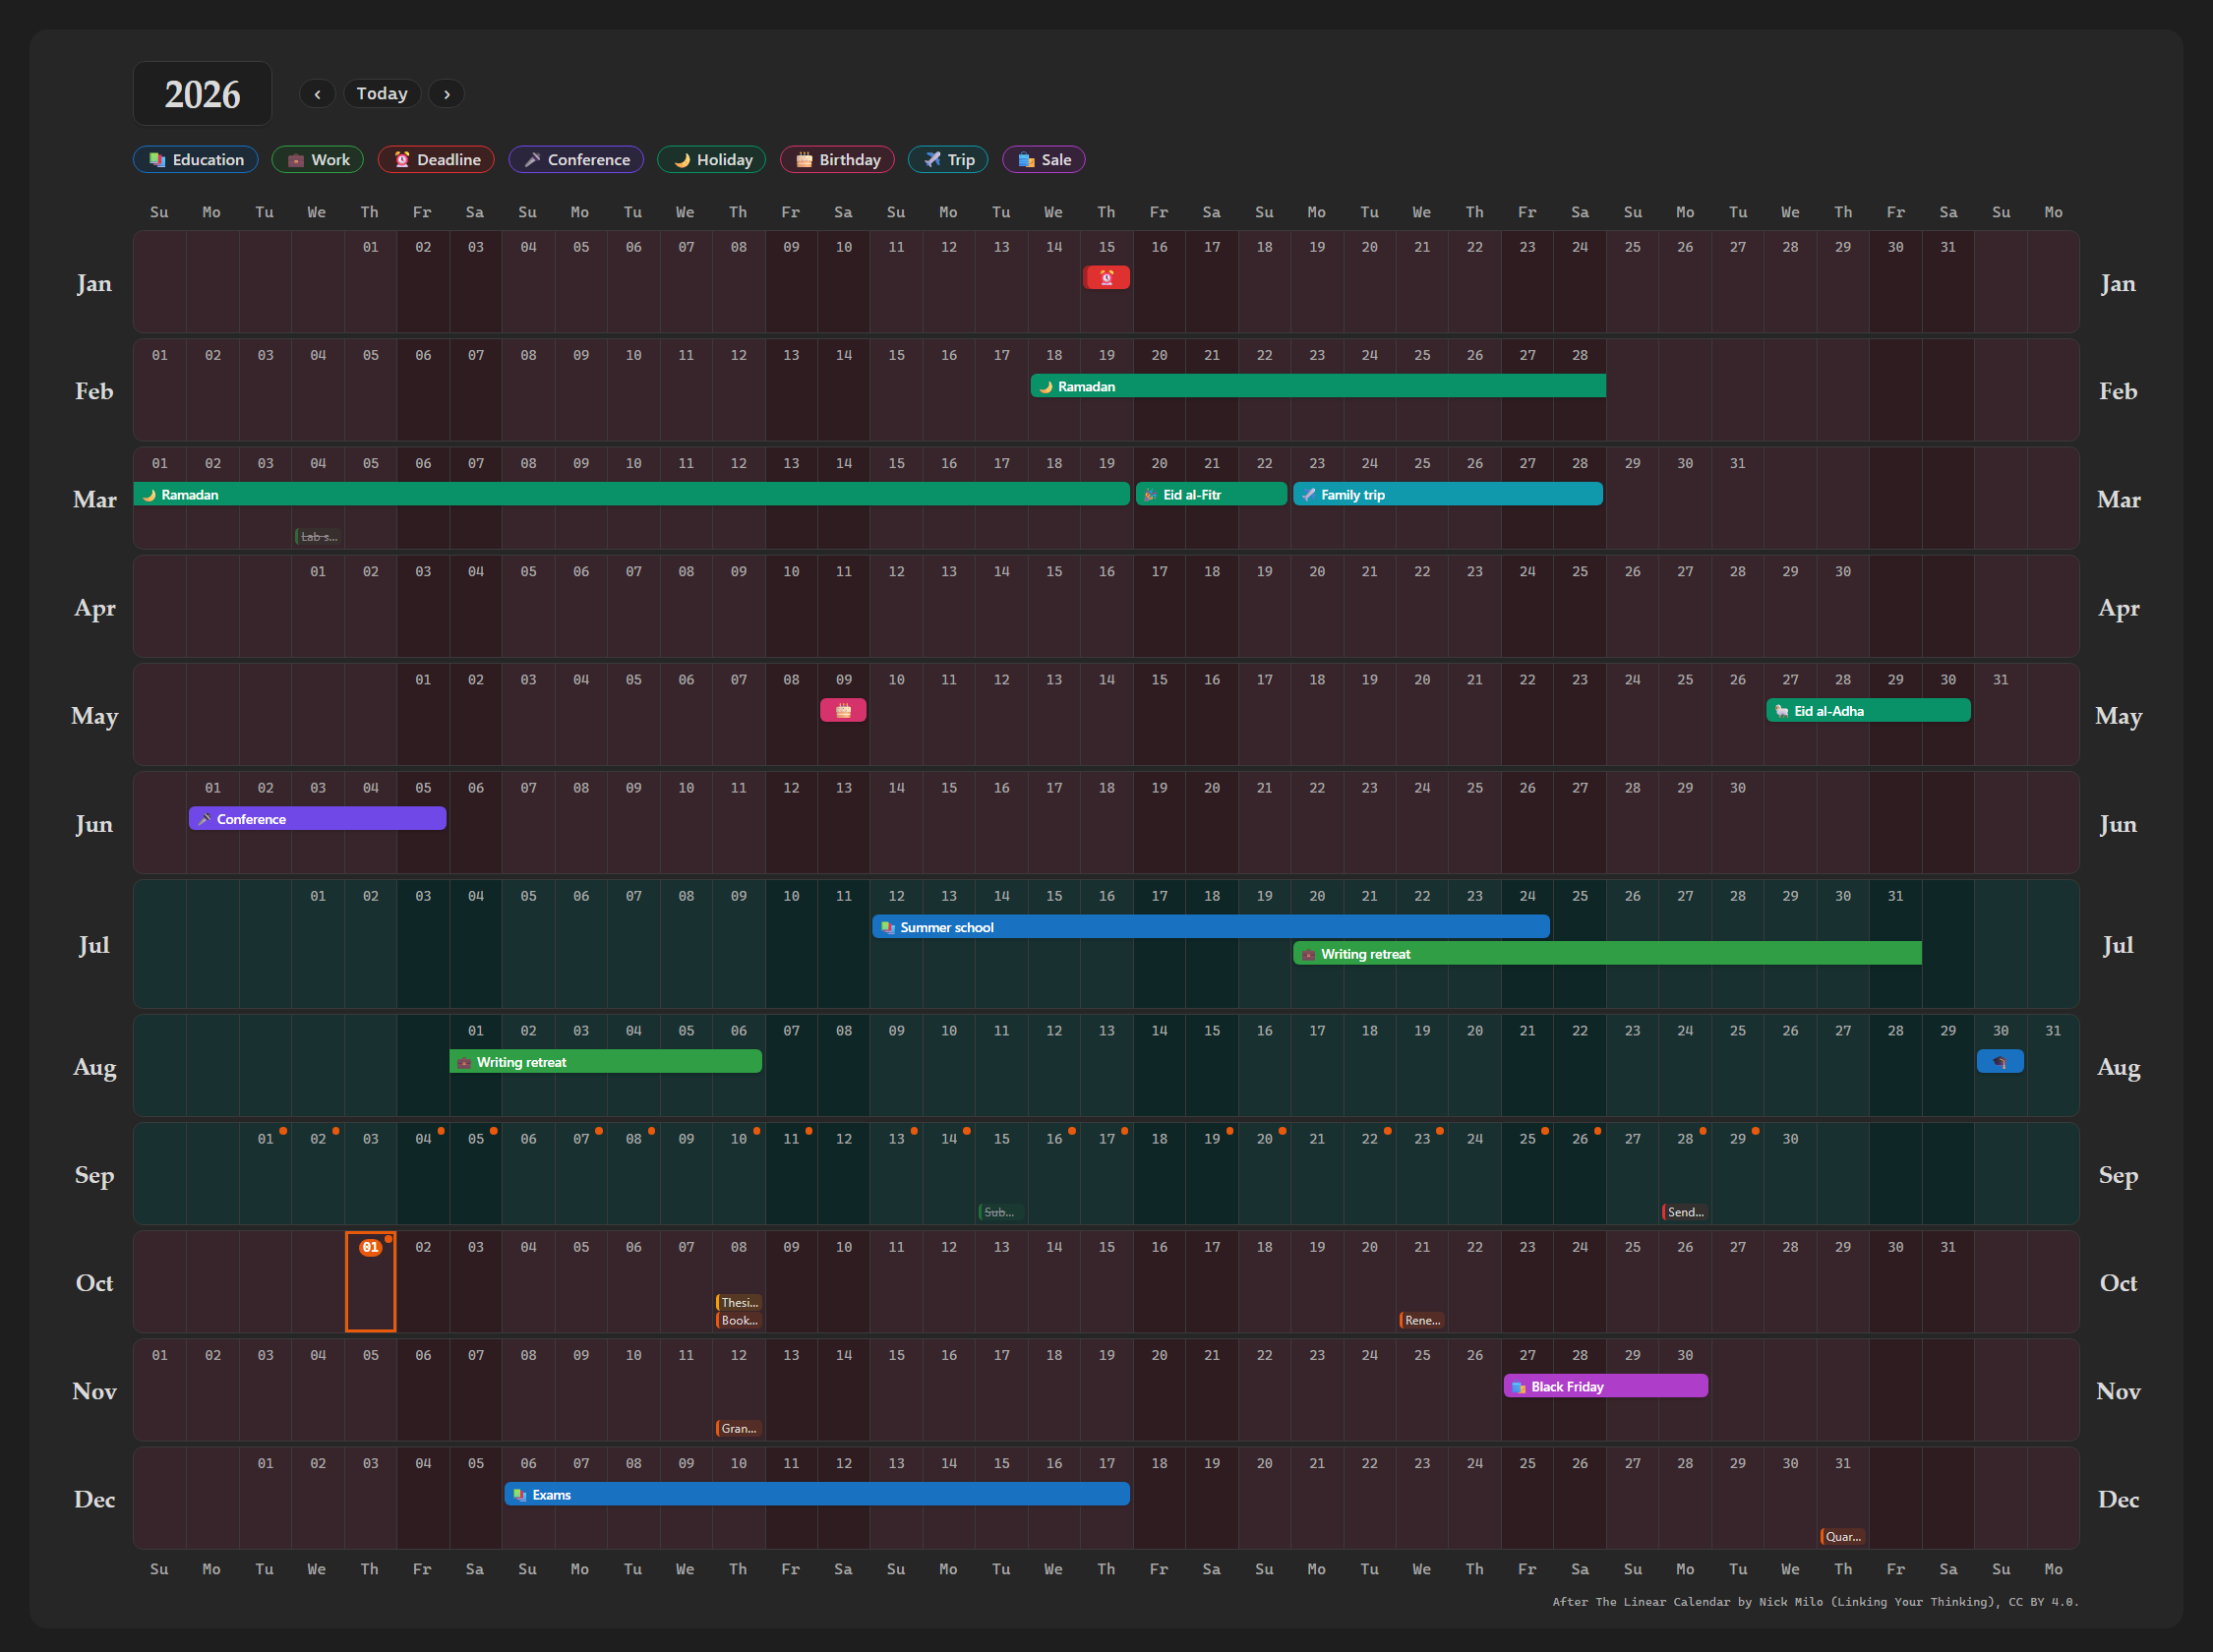 2026 ‹ Today ›
Education Work Deadline Conference Holiday Birthday Trip Sale
Su Mo Tu We Th Fr Sa Su Mo Tu We Th Fr Sa Su Mo Tu We Th Fr Sa Su Mo Tu We Th Fr Sa Su Mo Tu We Th Fr Sa Su Mo
01 02 03 04 05 06 07 08 09 10 11 12 13 14 15 16 17 18 19 20 21 22 23 24 25 26 27 28 29 30 31
Jan Jan
01 02 03 04 05 06 07 08 09 10 11 12 13 14 15 16 17 18 19 20 21 22 23 24 25 26 27 28
Ramadan
Feb Feb
01 02 03 04 05 06 07 08 09 10 11 12 13 14 15 16 17 18 19 20 21 22 23 24 25 26 27 28 29 30 31
Ramadan Eid al-Fitr Family trip
Mar Mar
Lab s...
01 02 03 04 05 06 07 08 09 10 11 12 13 14 15 16 17 18 19 20 21 22 23 24 25 26 27 28 29 30
Apr Apr
01 02 03 04 05 06 07 08 09 10 11 12 13 14 15 16 17 18 19 20 21 22 23 24 25 26 27 28 29 30 31
Eid al-Adha
May May
01 02 03 04 05 06 07 08 09 10 11 12 13 14 15 16 17 18 19 20 21 22 23 24 25 26 27 28 29 30
Conference
Jun Jun
01 02 03 04 05 06 07 08 09 10 11 12 13 14 15 16 17 18 19 20 21 22 23 24 25 26 27 28 29 30 31
Summer school
Jul Jul
Writing retreat
01 02 03 04 05 06 07 08 09 10 11 12 13 14 15 16 17 18 19 20 21 22 23 24 25 26 27 28 29 30 31
Writing retreat
Aug Aug
01 02 03 04 05 06 07 08 09 10 11 12 13 14 15 16 17 18 19 20 21 22 23 24 25 26 27 28 29 30
Sep Sep
Sub... Send...
01 02 03 04 05 06 07 08 09 10 11 12 13 14 15 16 17 18 19 20 21 22 23 24 25 26 27 28 29 30 31
Oct Oct
Thesi...
Book... Rene...
01 02 03 04 05 06 07 08 09 10 11 12 13 14 15 16 17 18 19 20 21 22 23 24 25 26 27 28 29 30
Black Friday
Nov Nov
Gran...
01 02 03 04 05 06 07 08 09 10 11 12 13 14 15 16 17 18 19 20 21 22 23 24 25 26 27 28 29 30 31
Exams
Dec Dec
Quar...
Su Mo Tu We Th Fr Sa Su Mo Tu We Th Fr Sa Su Mo Tu We Th Fr Sa Su Mo Tu We Th Fr Sa Su Mo Tu We Th Fr Sa Su Mo
After The Linear Calendar by Nick Milo (Linking Your Thinking), CC BY 4.0.